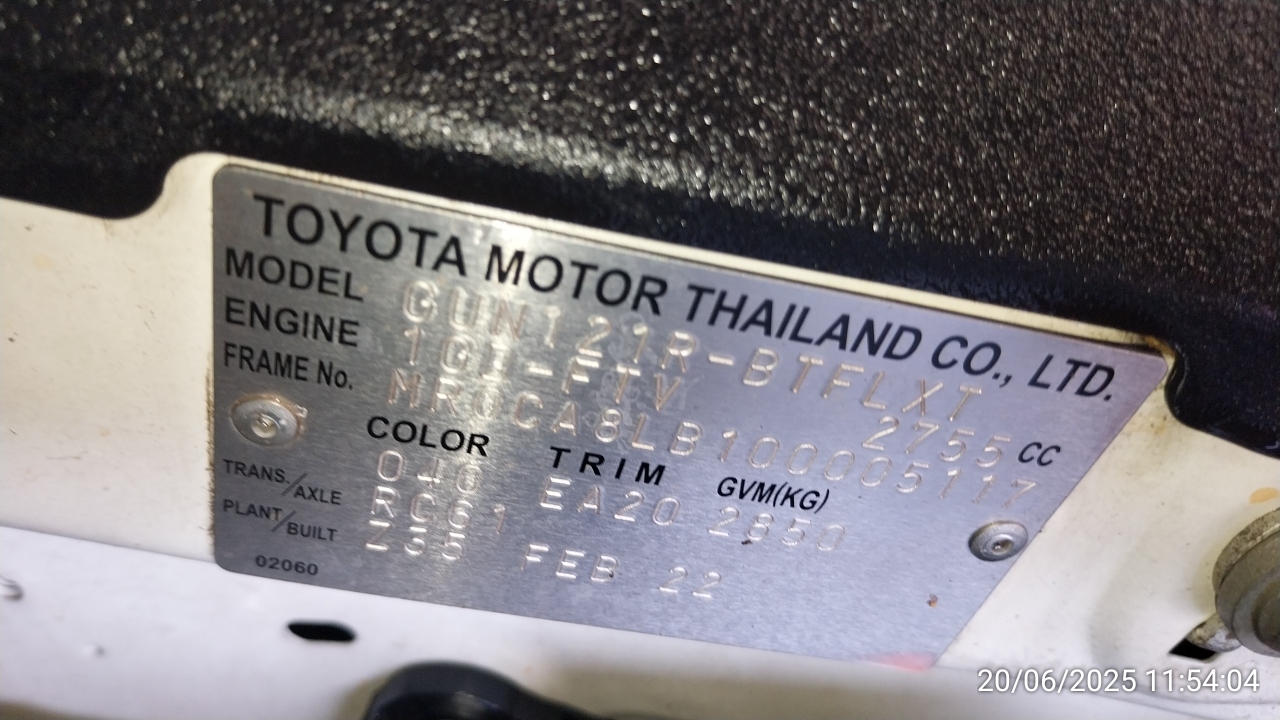 TOYOTA MOTOR THAILAND CO., LTD.
MODEL GUN121R-BTFLXT
ENGINE 1GD-FTV 2755 CC
FRAME No. MR0CA8LB100005117
COLOR TRIM GVM(KG)
040 EA20 2850
TRANS./AXLE RC61
PLANT/BUILT Z35 FEB 22
02060
20/06/2025 11:54:04